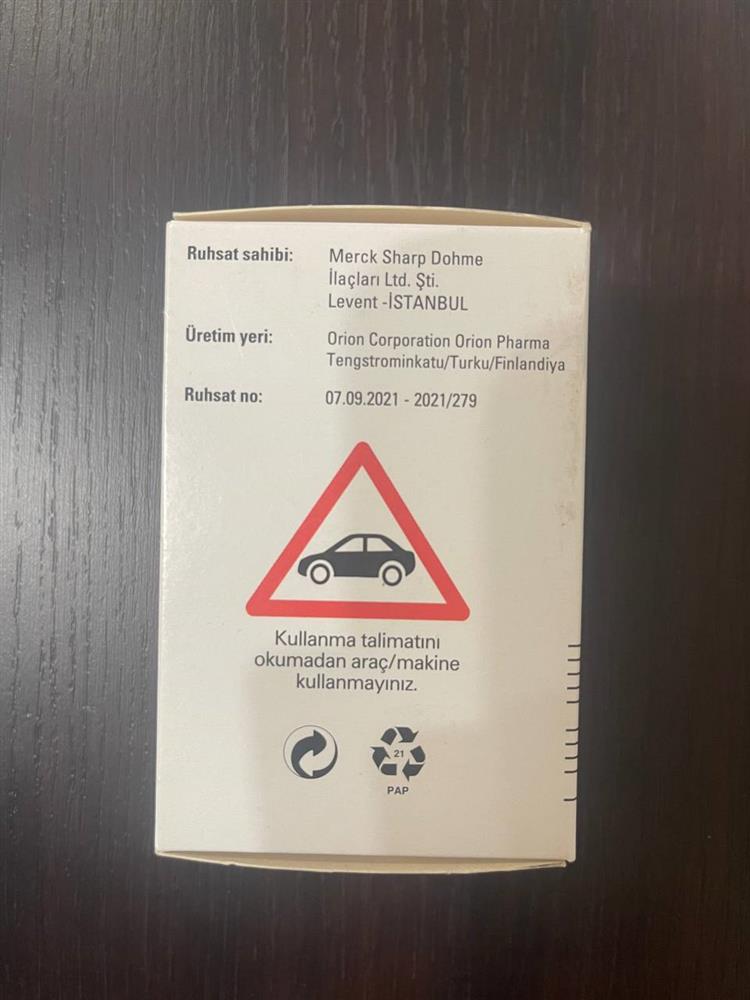 Ruhsat sahibi: Merck Sharp Dohme
İlaçları Ltd. Şti.
Levent -İSTANBUL
Üretim yeri: Orion Corporation Orion Pharma
Tengstrominkatu/Turku/Finlandiya
Ruhsat no: 07.09.2021 - 2021/279
Kullanma talimatını
okumadan araç/makine
kullanmayınız.
21
PAP